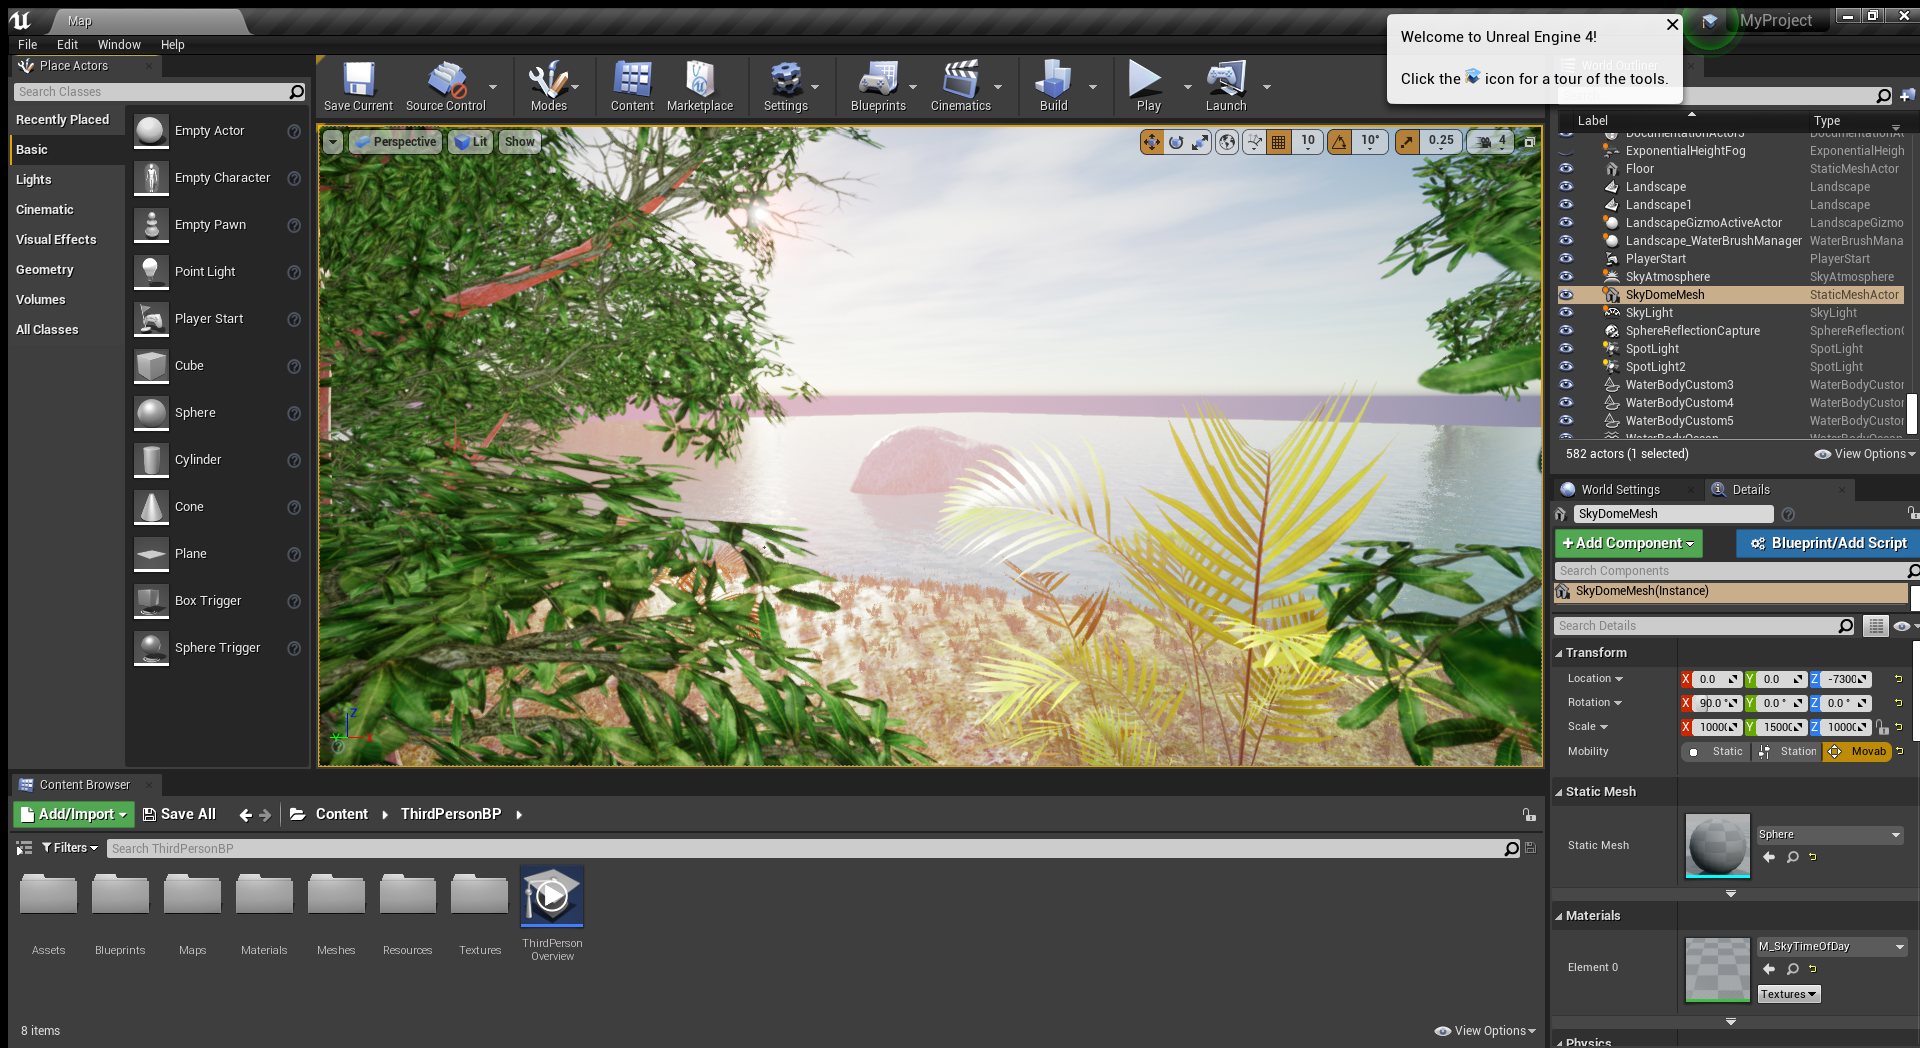 Map
MyProject
File Edit Window Help
Welcome to Unreal Engine 4!
Click the icon for a tour of the tools.
Place Actors
Search Classes
Recently Placed
Basic
Lights
Cinematic
Visual Effects
Geometry
Volumes
All Classes
Empty Actor
Empty Character
Empty Pawn
Point Light
Player Start
Cube
Sphere
Cylinder
Cone
Plane
Box Trigger
Sphere Trigger
Save Current
Source Control
Modes
Content
Marketplace
Settings
Blueprints
Cinematics
Build
Play
Launch
Perspective Lit Show
10 10° 0.25 4
Z
X
Label Type
ExponentialHeightFog ExponentialHeigh
Floor StaticMeshActor
Landscape Landscape
Landscape1 Landscape
LandscapeGizmoActiveActor LandscapeGizmo
Landscape_WaterBrushManager WaterBrushMana
PlayerStart PlayerStart
SkyAtmosphere SkyAtmosphere
SkyDomeMesh StaticMeshActor
SkyLight SkyLight
SphereReflectionCapture SphereReflection
SpotLight SpotLight
SpotLight2 SpotLight
WaterBodyCustom3 WaterBodyCustor
WaterBodyCustom4 WaterBodyCustor
WaterBodyCustom5 WaterBodyCustor
582 actors (1 selected) View Options
World Settings Details
SkyDomeMesh
+Add Component Blueprint/Add Script
Search Components
SkyDomeMesh(Instance)
Search Details
Transform
Location X 0.0 Y 0.0 Z -7300
Rotation X 90.0 ° Y 0.0 ° Z 0.0 °
Scale X 1000 Y 1500 Z 1000
Mobility Static Station Movab
Static Mesh
Static Mesh
Sphere
Materials
Element 0
M_SkyTimeOfDay
Textures
Physics
Content Browser
Add/Import Save All Content ThirdPersonBP
Filters Search ThirdPersonBP
Assets
Blueprints
Maps
Materials
Meshes
Resources
Textures
ThirdPerson
Overview
8 items View Options